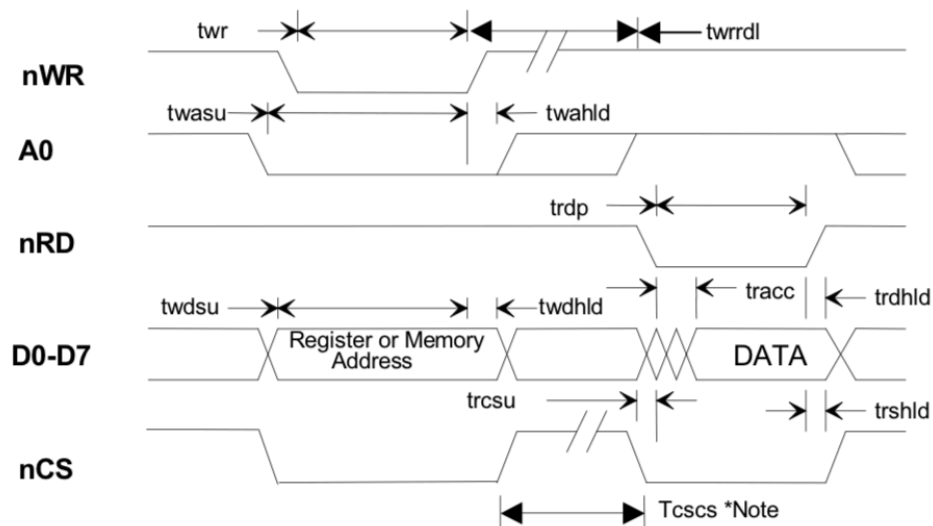 twr
twrrdl
nWR
twasu
twahld
A0
trdp
nRD
twdsu
twdhld
tracc
trdhld
D0-D7
Register or Memory
Address
DATA
trcsu
trshld
nCS
Tcscs *Note